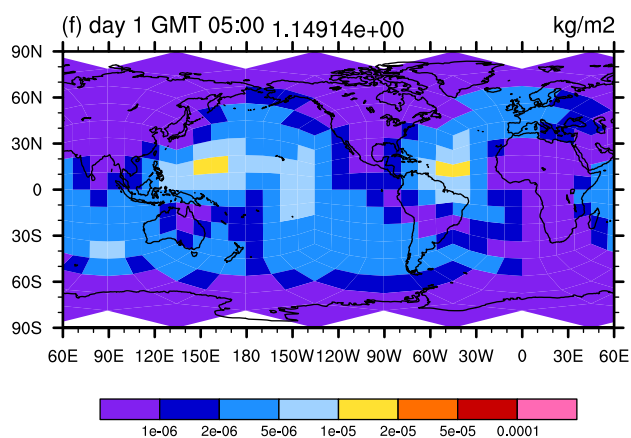 (f) day 1 GMT 05:00 1.14914e+00 kg/m2
90N
60N
30N
0
30S
60S
90S
60E 90E 120E 150E 180 150W 120W 90W 60W 30W 0 30E 60E
1e-06 2e-06 5e-06 1e-05 2e-05 5e-05 0.0001